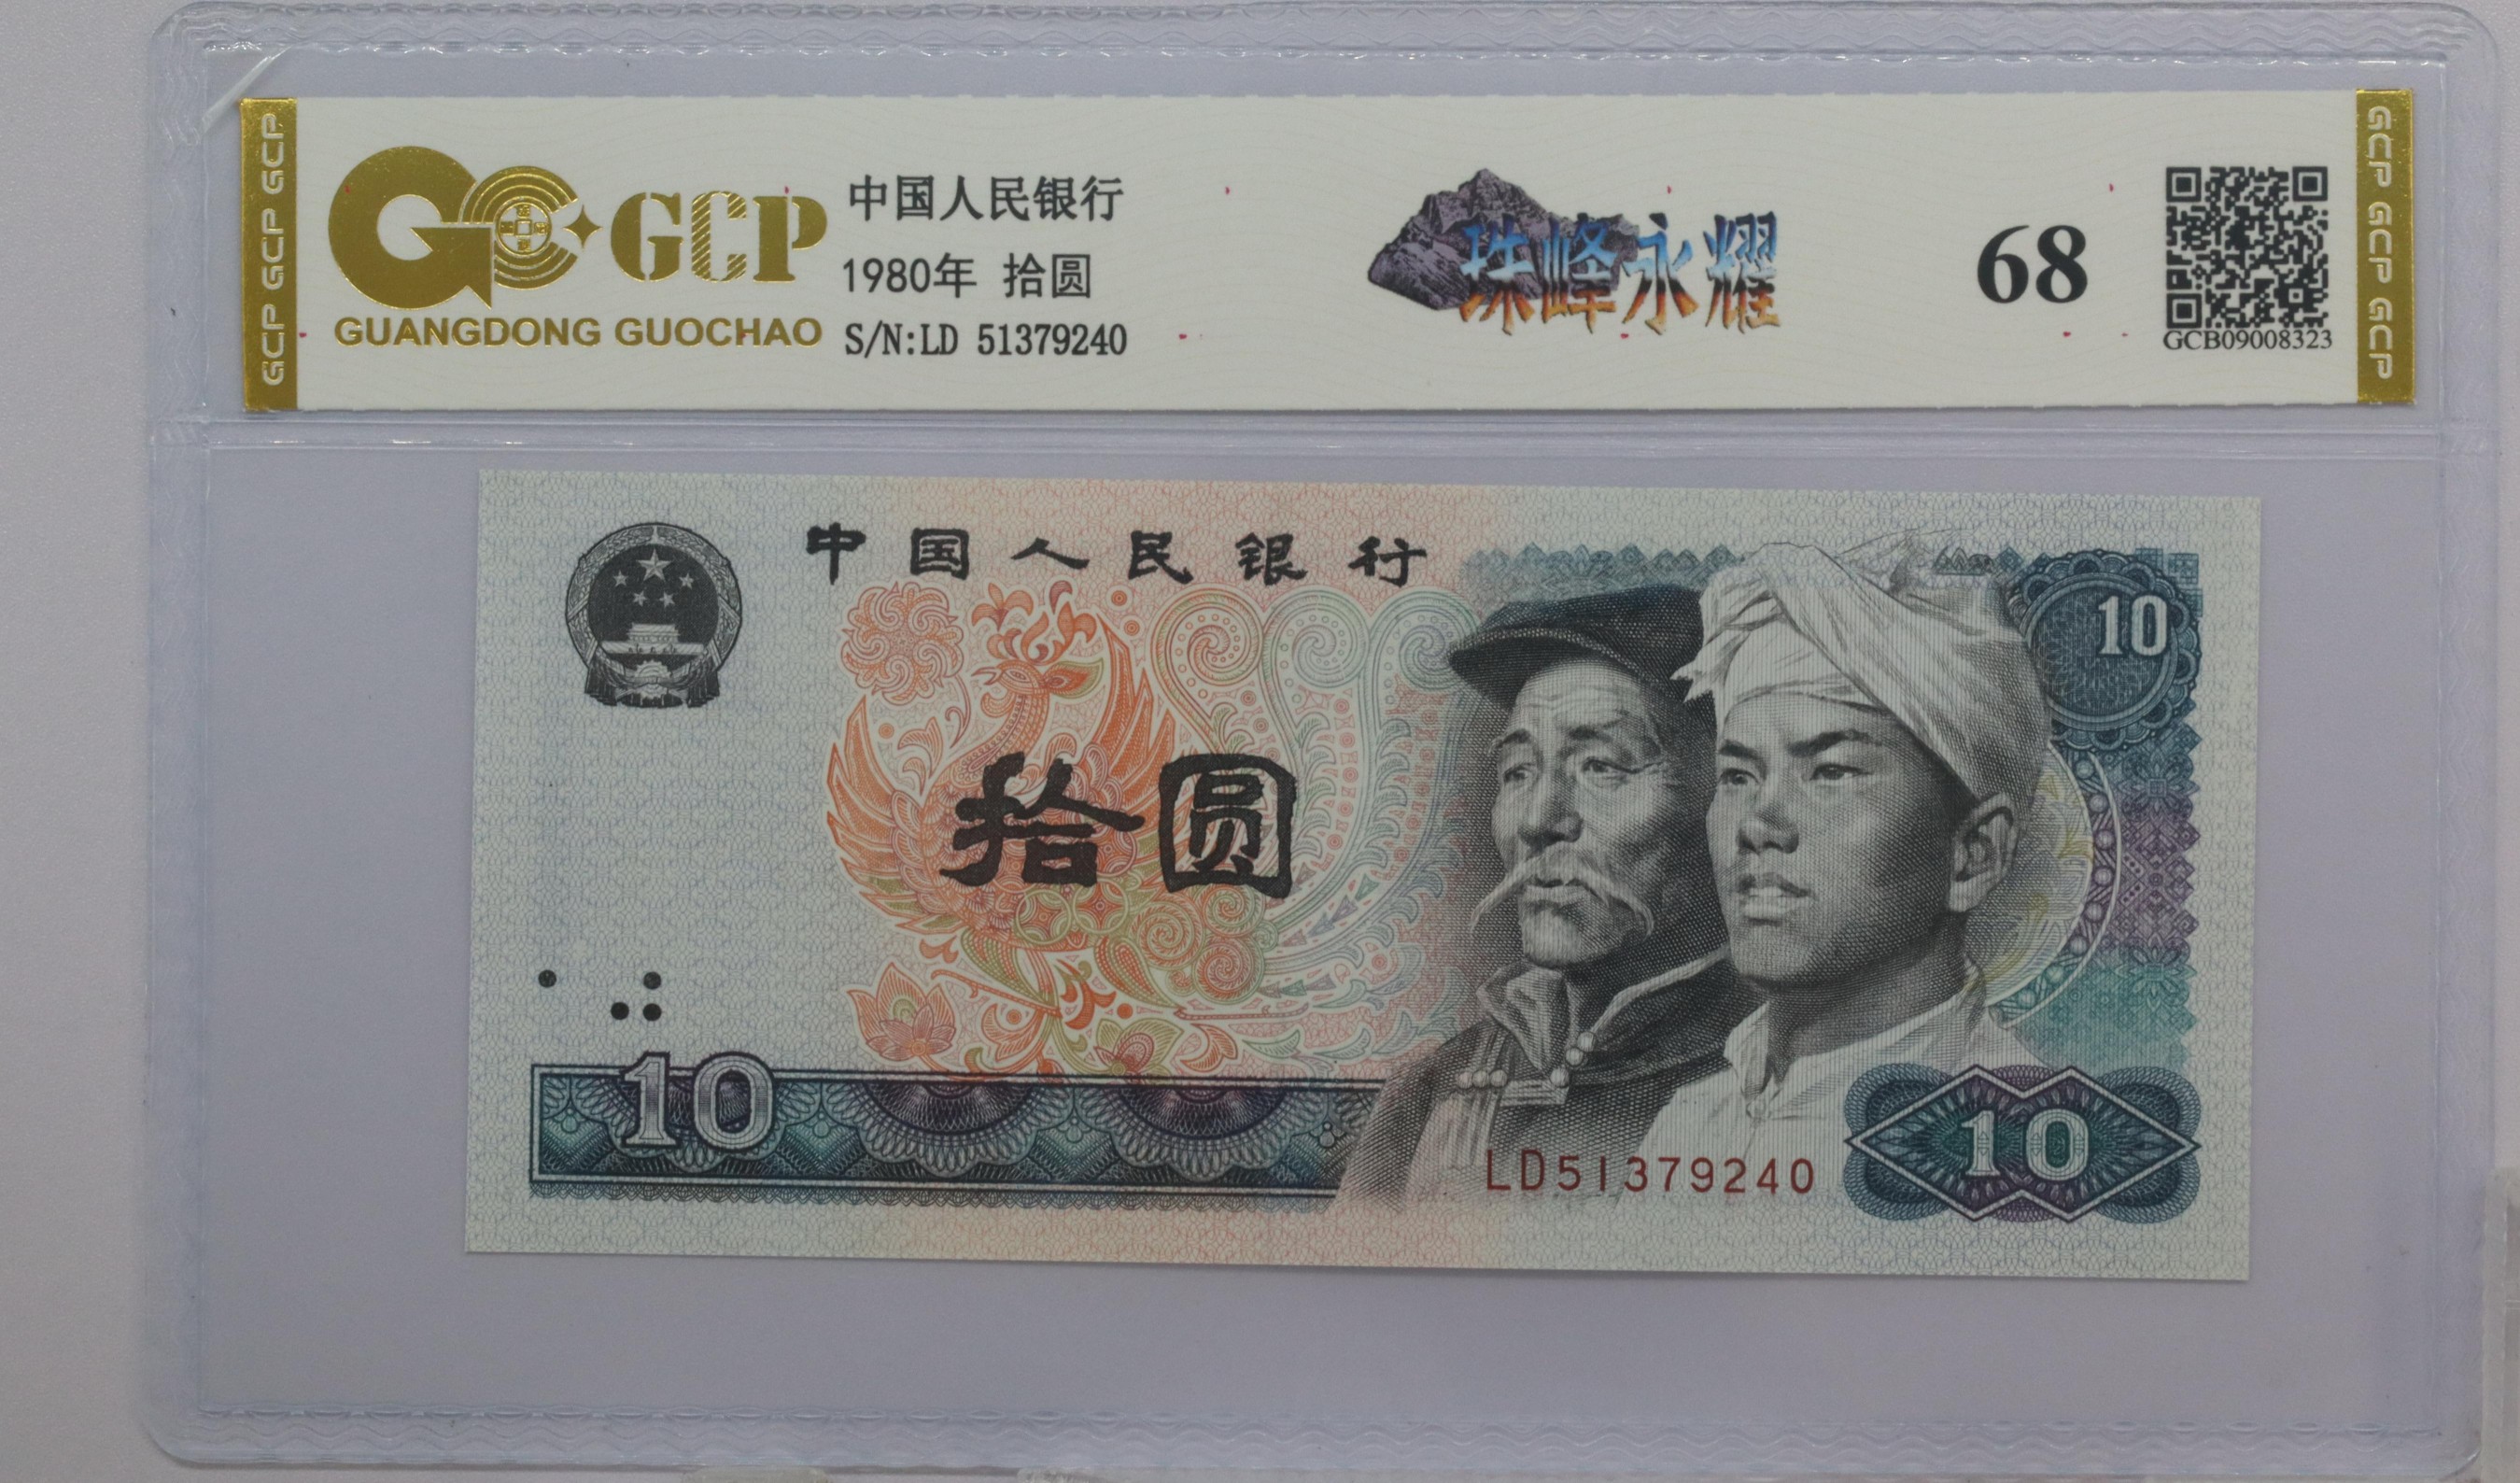 GCP GCP GCP
GCP
GUANGDONG GUOCHAO
中国人民银行
1980年 拾圆
S/N:LD 51379240
珠峰永耀
68
GCB09008323
GCP GCP GCP
中国人民银行
10
拾圆
10
LD51379240
10